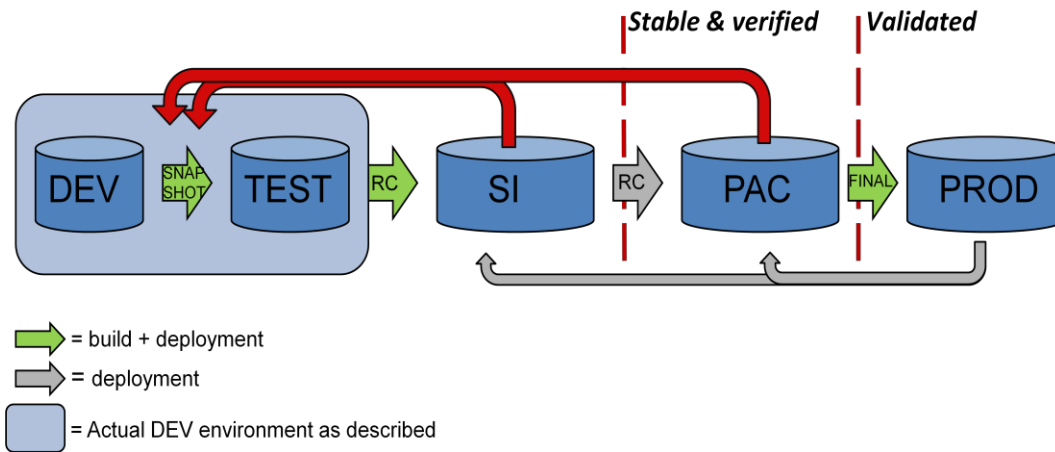 Stable & verified
Validated
DEV
SNAP
SHOT
TEST
RC
SI
RC
PAC
FINAL
PROD
= build + deployment
= deployment
= Actual DEV environment as described